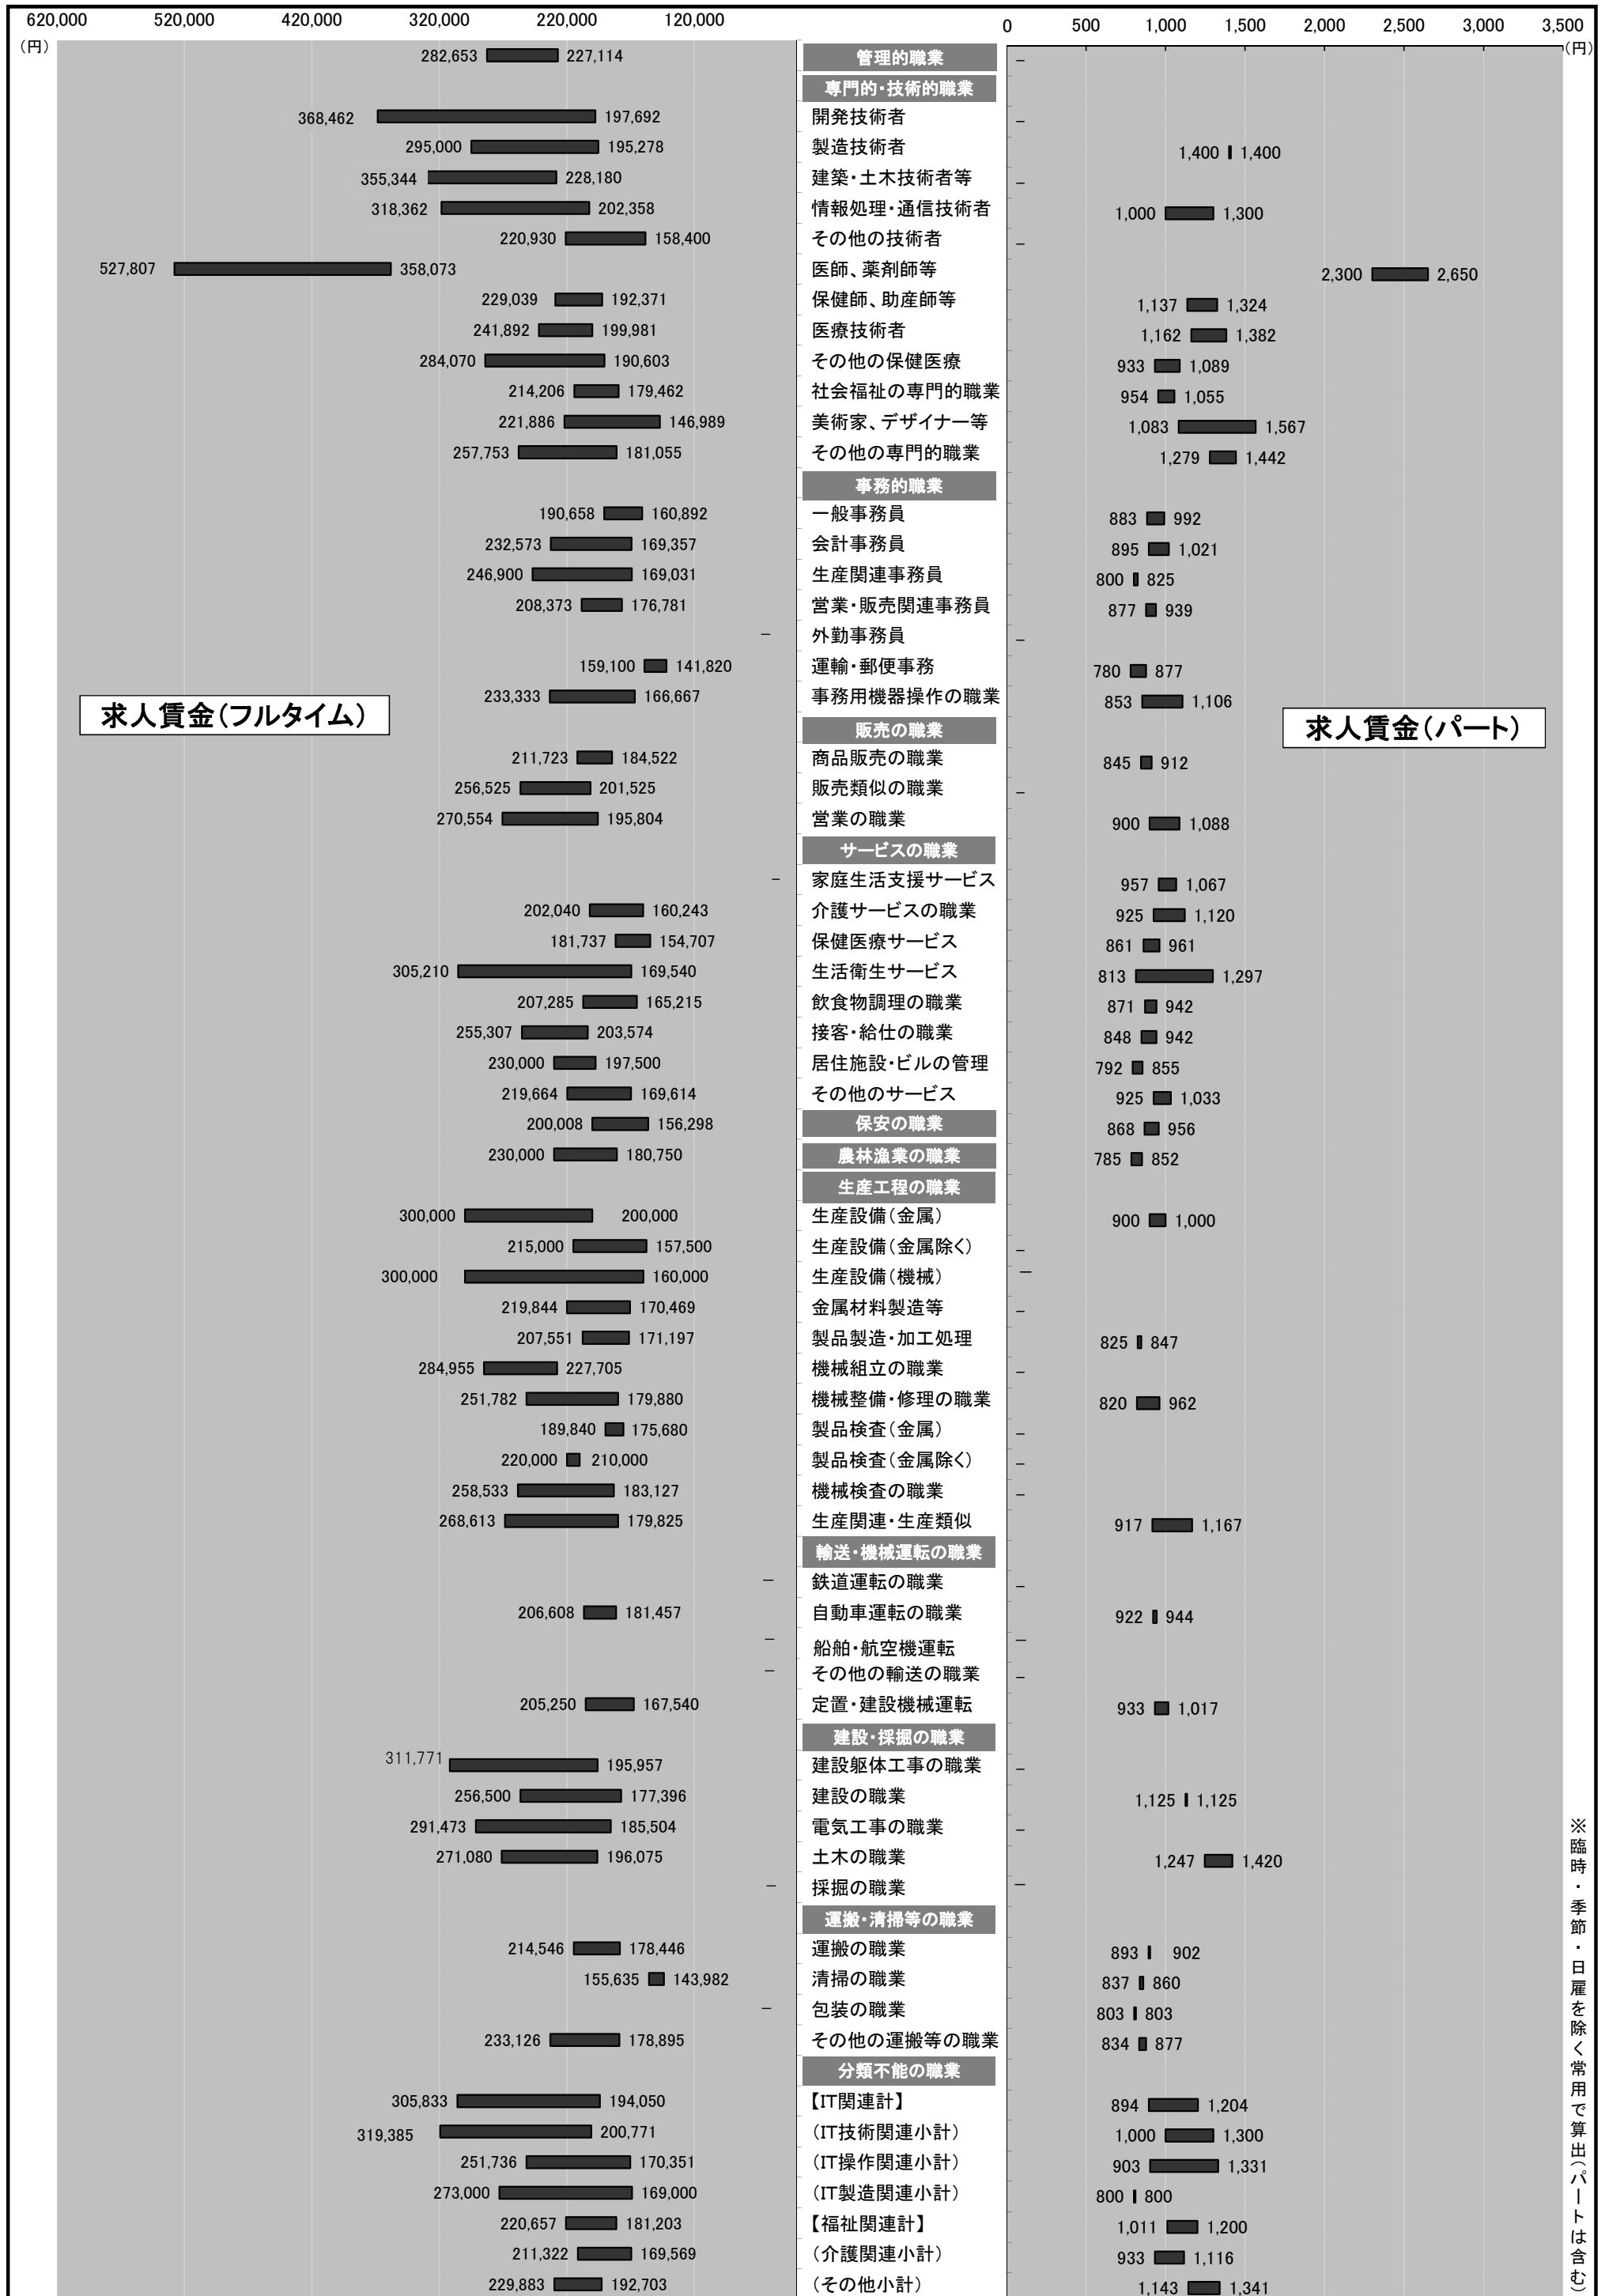 620,000 520,000 420,000 320,000 220,000 120,000 0 500 1,000 1,500 2,000 2,500 3,000 3,500
（円） （円）
282,653 227,114 管理的職業 –
専門的・技術的職業
368,462 197,692 開発技術者 –
295,000 195,278 製造技術者 1,400 1,400
355,344 228,180 建築・土木技術者等 –
318,362 202,358 情報処理・通信技術者 1,000 1,300
220,930 158,400 その他の技術者 –
527,807 358,073 医師、薬剤師等 2,300 2,650
229,039 192,371 保健師、助産師等 1,137 1,324
241,892 199,981 医療技術者 1,162 1,382
284,070 190,603 その他の保健医療 933 1,089
214,206 179,462 社会福祉の専門的職業 954 1,055
221,886 146,989 美術家、デザイナー等 1,083 1,567
257,753 181,055 その他の専門的職業 1,279 1,442
事務的職業
190,658 160,892 一般事務員 883 992
232,573 169,357 会計事務員 895 1,021
246,900 169,031 生産関連事務員 800 825
208,373 176,781 営業・販売関連事務員 877 939
– 外勤事務員 –
159,100 141,820 運輸・郵便事務 780 877
233,333 166,667 事務用機器操作の職業 853 1,106
求人賃金（フルタイム） 求人賃金（パート）
販売の職業
211,723 184,522 商品販売の職業 845 912
256,525 201,525 販売類似の職業 –
270,554 195,804 営業の職業 900 1,088
サービスの職業
– 家庭生活支援サービス 957 1,067
202,040 160,243 介護サービスの職業 925 1,120
181,737 154,707 保健医療サービス 861 961
305,210 169,540 生活衛生サービス 813 1,297
207,285 165,215 飲食物調理の職業 871 942
255,307 203,574 接客・給仕の職業 848 942
230,000 197,500 居住施設・ビルの管理 792 855
219,664 169,614 その他のサービス 925 1,033
200,008 156,298 保安の職業 868 956
230,000 180,750 農林漁業の職業 785 852
生産工程の職業
300,000 200,000 生産設備（金属） 900 1,000
215,000 157,500 生産設備（金属除く） –
300,000 160,000 生産設備（機械） –
219,844 170,469 金属材料製造等 –
207,551 171,197 製品製造・加工処理 825 847
284,955 227,705 機械組立の職業 –
251,782 179,880 機械整備・修理の職業 820 962
189,840 175,680 製品検査（金属） –
220,000 210,000 製品検査（金属除く） –
258,533 183,127 機械検査の職業 –
268,613 179,825 生産関連・生産類似 917 1,167
輸送・機械運転の職業
– 鉄道運転の職業 –
206,608 181,457 自動車運転の職業 922 944
– 船舶・航空機運転 –
– その他の輸送の職業 –
205,250 167,540 定置・建設機械運転 933 1,017
建設・採掘の職業
311,771 195,957 建設躯体工事の職業 –
256,500 177,396 建設の職業 1,125 1,125
291,473 185,504 電気工事の職業 –
271,080 196,075 土木の職業 1,247 1,420
– 採掘の職業 –
運搬・清掃等の職業
214,546 178,446 運搬の職業 893 902
155,635 143,982 清掃の職業 837 860
– 包装の職業 803 803
233,126 178,895 その他の運搬等の職業 834 877
分類不能の職業
305,833 194,050 【IT関連計】 894 1,204
319,385 200,771 （IT技術関連小計） 1,000 1,300
251,736 170,351 （IT操作関連小計） 903 1,331
273,000 169,000 （IT製造関連小計） 800 800
220,657 181,203 【福祉関連計】 1,011 1,200
211,322 169,569 （介護関連小計） 933 1,116
229,883 192,703 （その他小計） 1,143 1,341
※臨時・季節・日雇を除く常用で算出（パートは含む）